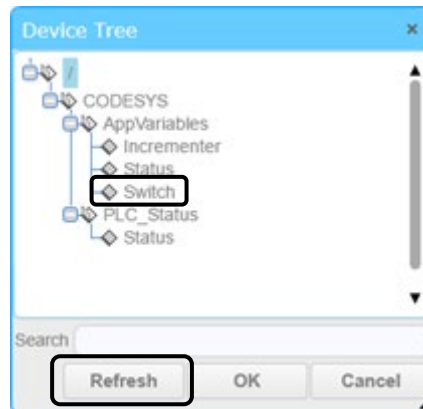 Device Tree ×
/
CODESYS
AppVariables
Incrementer
Status
Switch
PLC_Status
Status
Search
Refresh OK Cancel